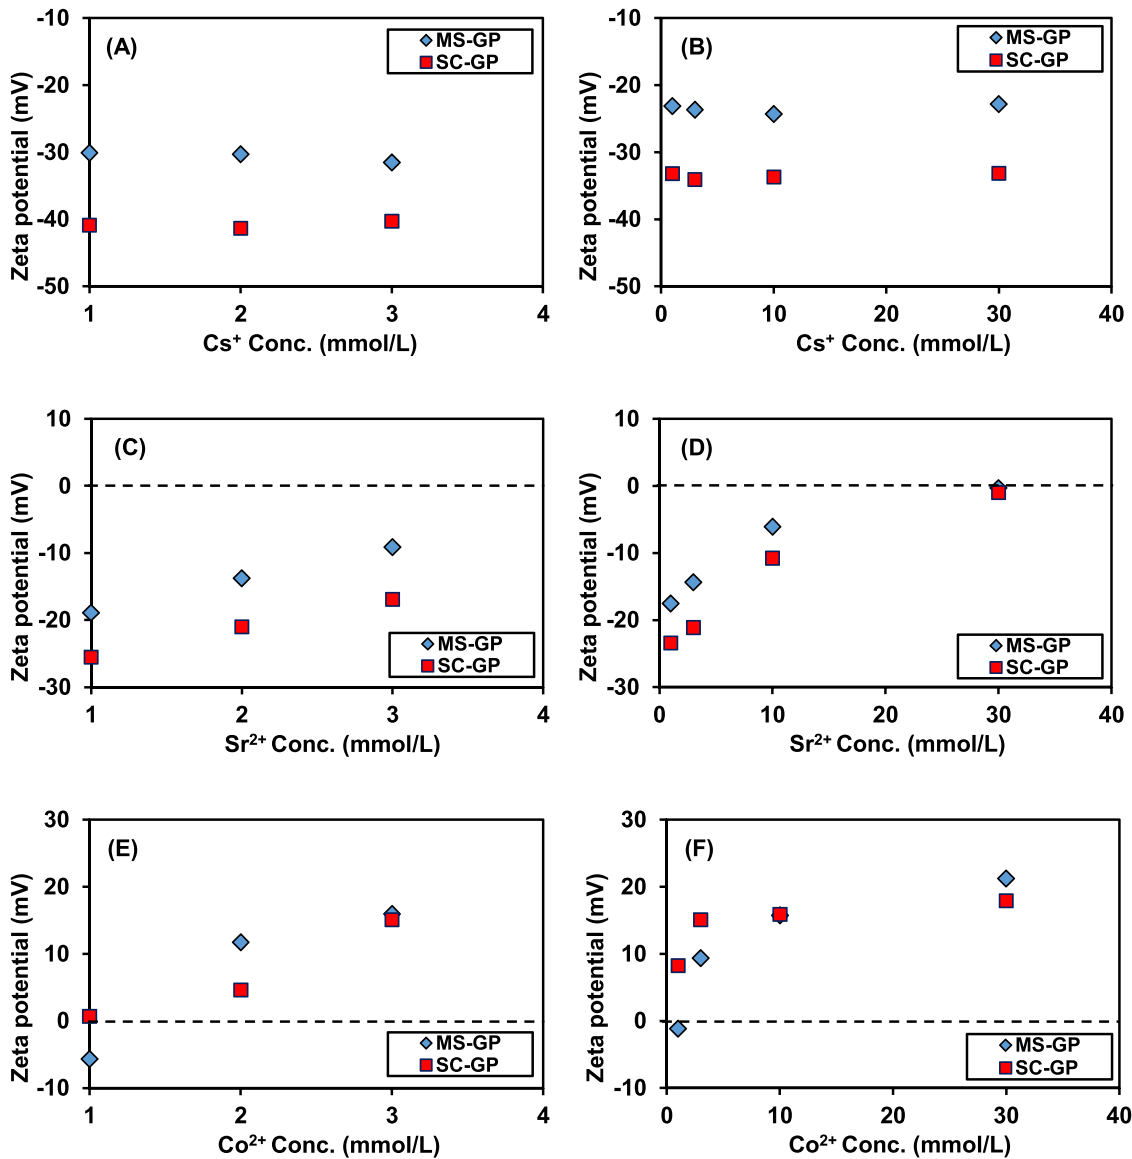 (A)
MS-GP
SC-GP
-10
-20
-30
-40
-50
1 2 3 4
Zeta potential (mV)
Cs⁺ Conc. (mmol/L)
(B)
MS-GP
SC-GP
-10
-20
-30
-40
-50
0 10 20 30 40
Zeta potential (mV)
Cs⁺ Conc. (mmol/L)
(C)
10
0
-10
-20
-30
MS-GP
SC-GP
1 2 3 4
Zeta potential (mV)
Sr²⁺ Conc. (mmol/L)
(D)
10
0
-10
-20
-30
MS-GP
SC-GP
0 10 20 30 40
Zeta potential (mV)
Sr²⁺ Conc. (mmol/L)
(E)
30
20
10
0
-10
MS-GP
SC-GP
1 2 3 4
Zeta potential (mV)
Co²⁺ Conc. (mmol/L)
(F)
30
20
10
0
-10
MS-GP
SC-GP
0 10 20 30 40
Zeta potential (mV)
Co²⁺ Conc. (mmol/L)